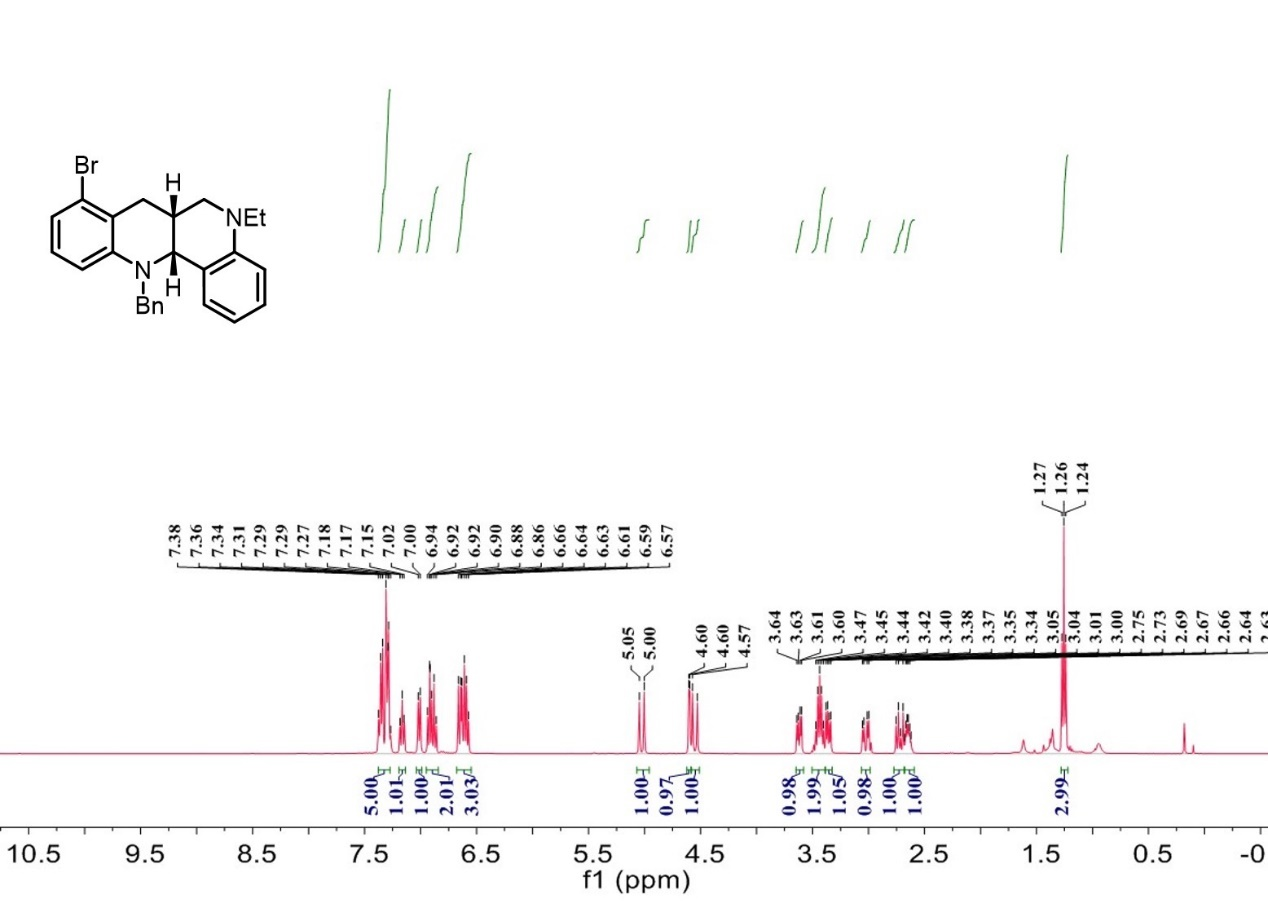 Br
H
NEt
N
H
Bn
7.38 7.36 7.34 7.31 7.29 7.29 7.27 7.18 7.17 7.15 7.02 7.00 6.94 6.92 6.92 6.90 6.88 6.86 6.66 6.64 6.63 6.61 6.59 6.57
5.05 5.00
4.60 4.60 4.57
3.64 3.63 3.61 3.60 3.47 3.45 3.44 3.42 3.40 3.38 3.37 3.35 3.34 3.05 3.04 3.01 3.00 2.75 2.73 2.69 2.67 2.66 2.64 2.63
1.27 1.26 1.24
5.00 1.01 1.00 2.01 3.03 1.00 0.97 1.00 0.98 1.99 1.05 0.98 1.00 1.00 2.99
10.5 9.5 8.5 7.5 6.5 5.5 4.5 3.5 2.5 1.5 0.5 -0
f1 (ppm)